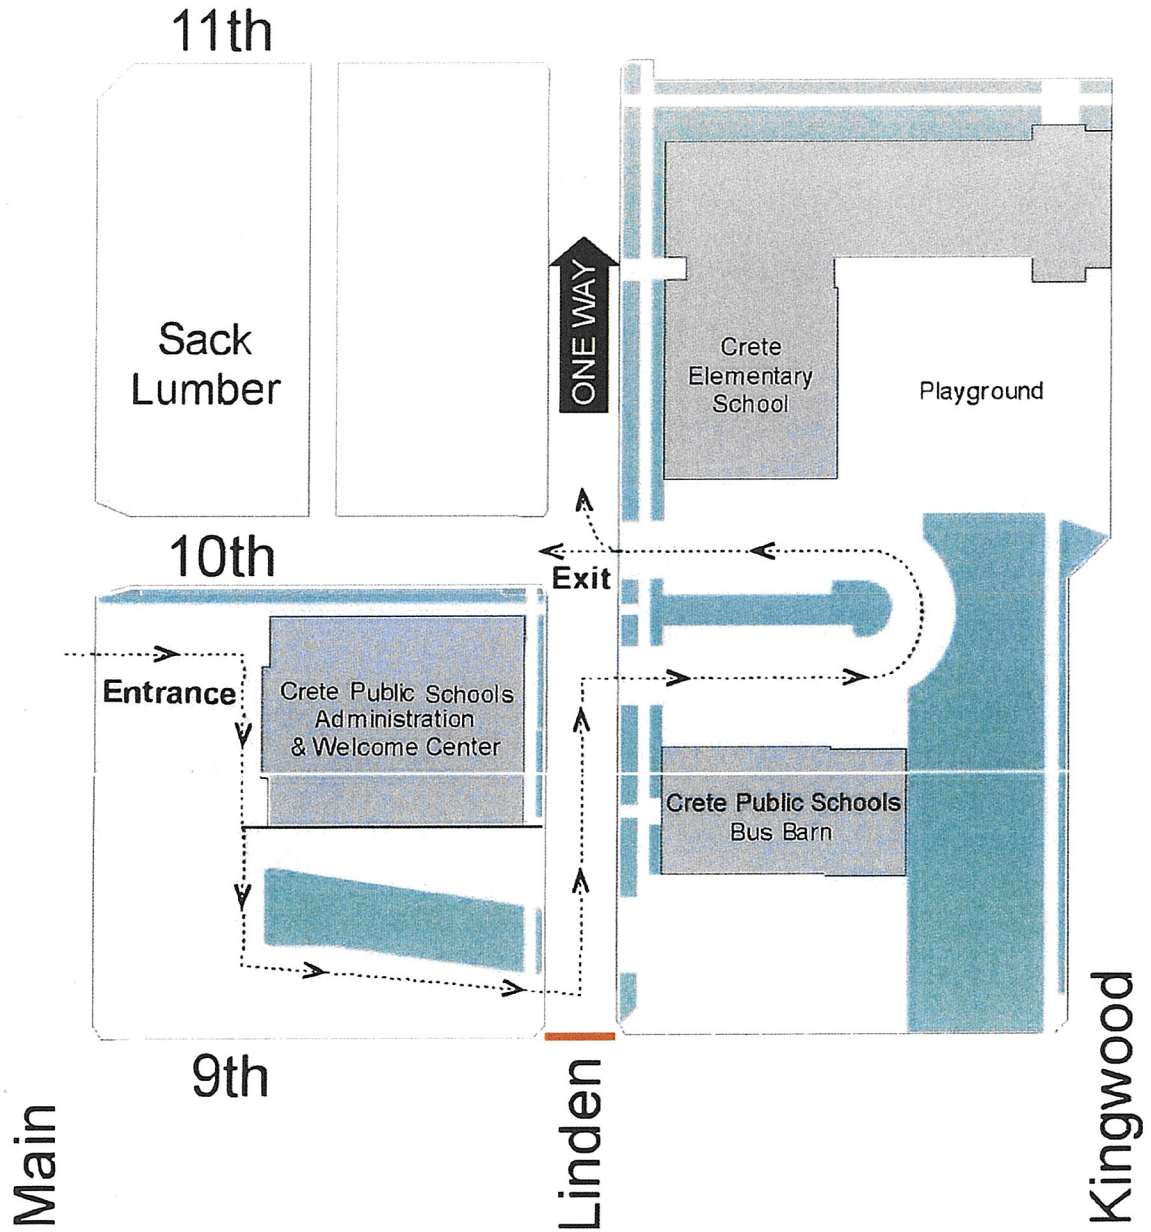 11th
Sack
Lumber
ONE WAY
Crete
Elementary
School
Playground
10th
Exit
Entrance
Crete Public Schools
Administration
& Welcome Center
Crete Public Schools
Bus Barn
9th
Main
Linden
Kingwood